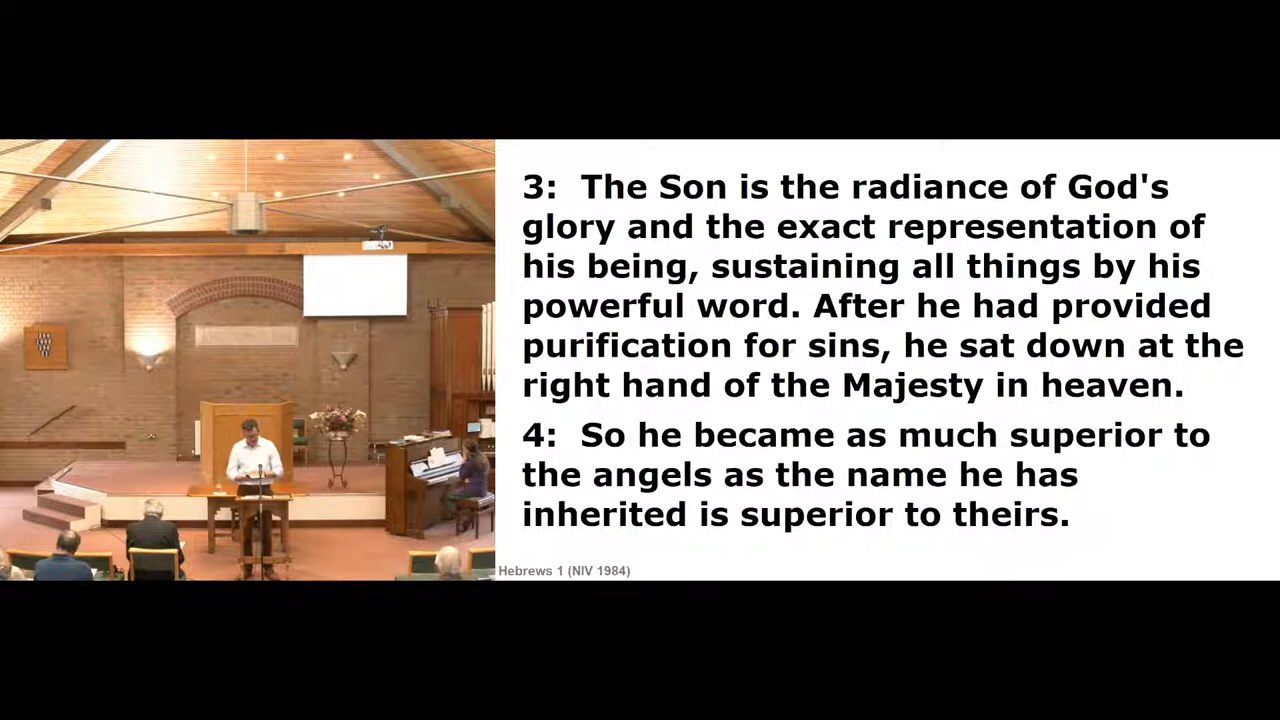 3:  The Son is the radiance of God's
glory and the exact representation of
his being, sustaining all things by his
powerful word. After he had provided
purification for sins, he sat down at the
right hand of the Majesty in heaven.
4:  So he became as much superior to
the angels as the name he has
inherited is superior to theirs.
Hebrews 1 (NIV 1984)